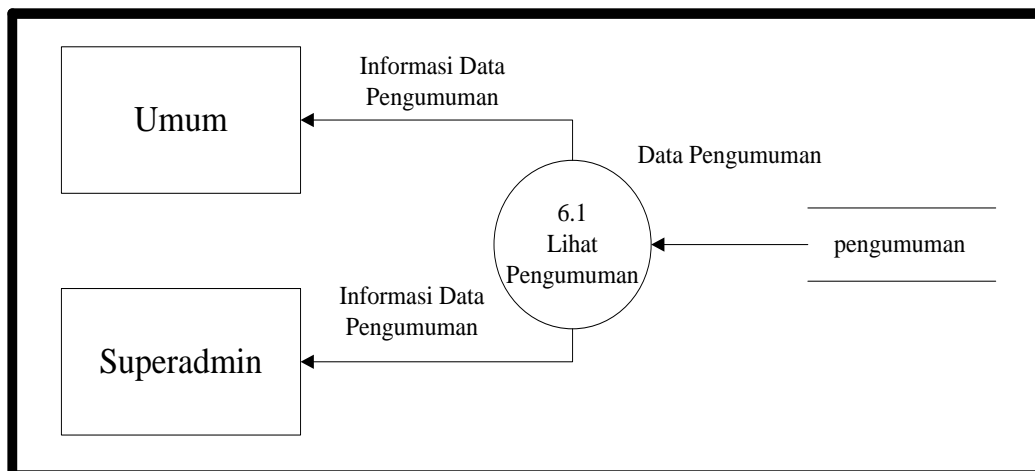 Informasi Data
Pengumuman
Umum
Data Pengumuman
6.1
Lihat
Pengumuman
pengumuman
Informasi Data
Pengumuman
Superadmin